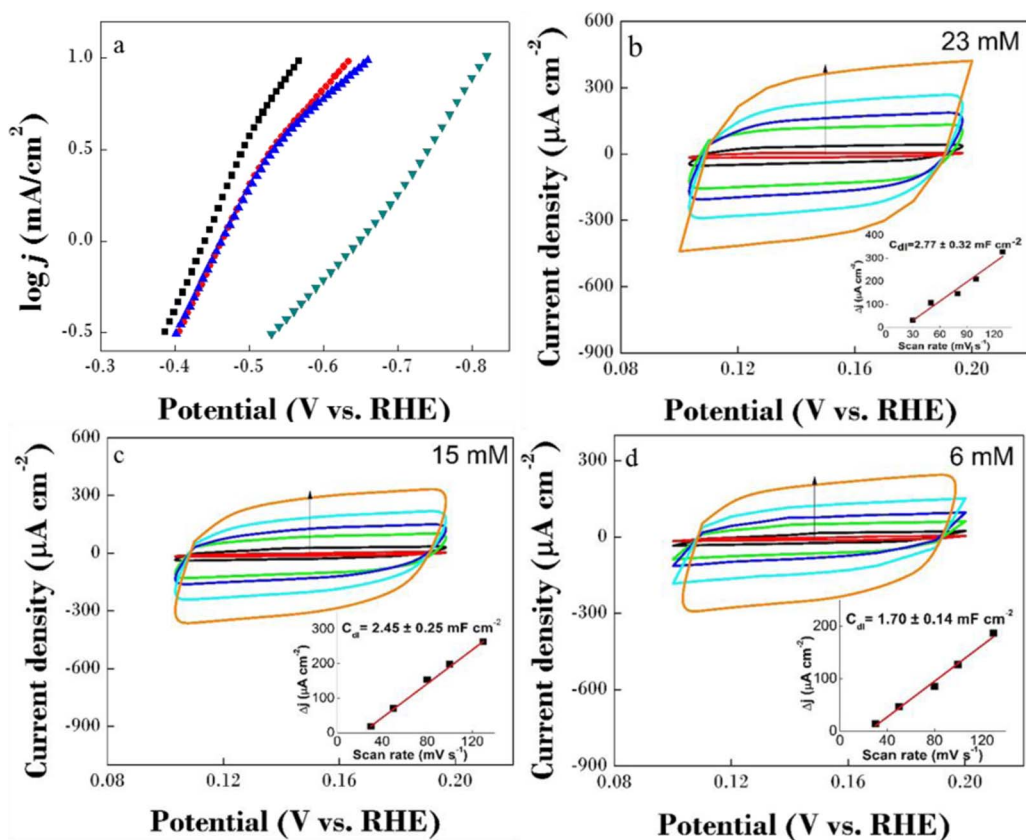 a
1.0
0.5
0.0
-0.5
-0.3
-0.4
-0.5
-0.6
-0.7
-0.8
log j (mA/cm²)
Potential (V vs. RHE)
b
23 mM
600
300
0
-300
-600
-900
0.08
0.12
0.16
0.20
Current density (μA cm⁻²)
Potential (V vs. RHE)
Cdl=2.77 ± 0.32 mF cm⁻²
400
300
200
100
0
30
60
90
120
Δj (μA cm⁻²)
Scan rate (mV s⁻¹)
c
15 mM
600
300
0
-300
-600
-900
0.08
0.12
0.16
0.20
Current density (μA cm⁻²)
Potential (V vs. RHE)
Cdl = 2.45 ± 0.25 mF cm⁻²
300
200
100
0
40
80
120
Δj (μA cm⁻²)
Scan rate (mV s⁻¹)
d
6 mM
300
0
-300
-600
-900
0.08
0.12
0.16
0.20
Current density (μA cm⁻²)
Potential (V vs. RHE)
Cdl = 1.70 ± 0.14 mF cm⁻²
200
100
0
0
40
80
120
Δj (μA cm⁻²)
Scan rate (mV s⁻¹)